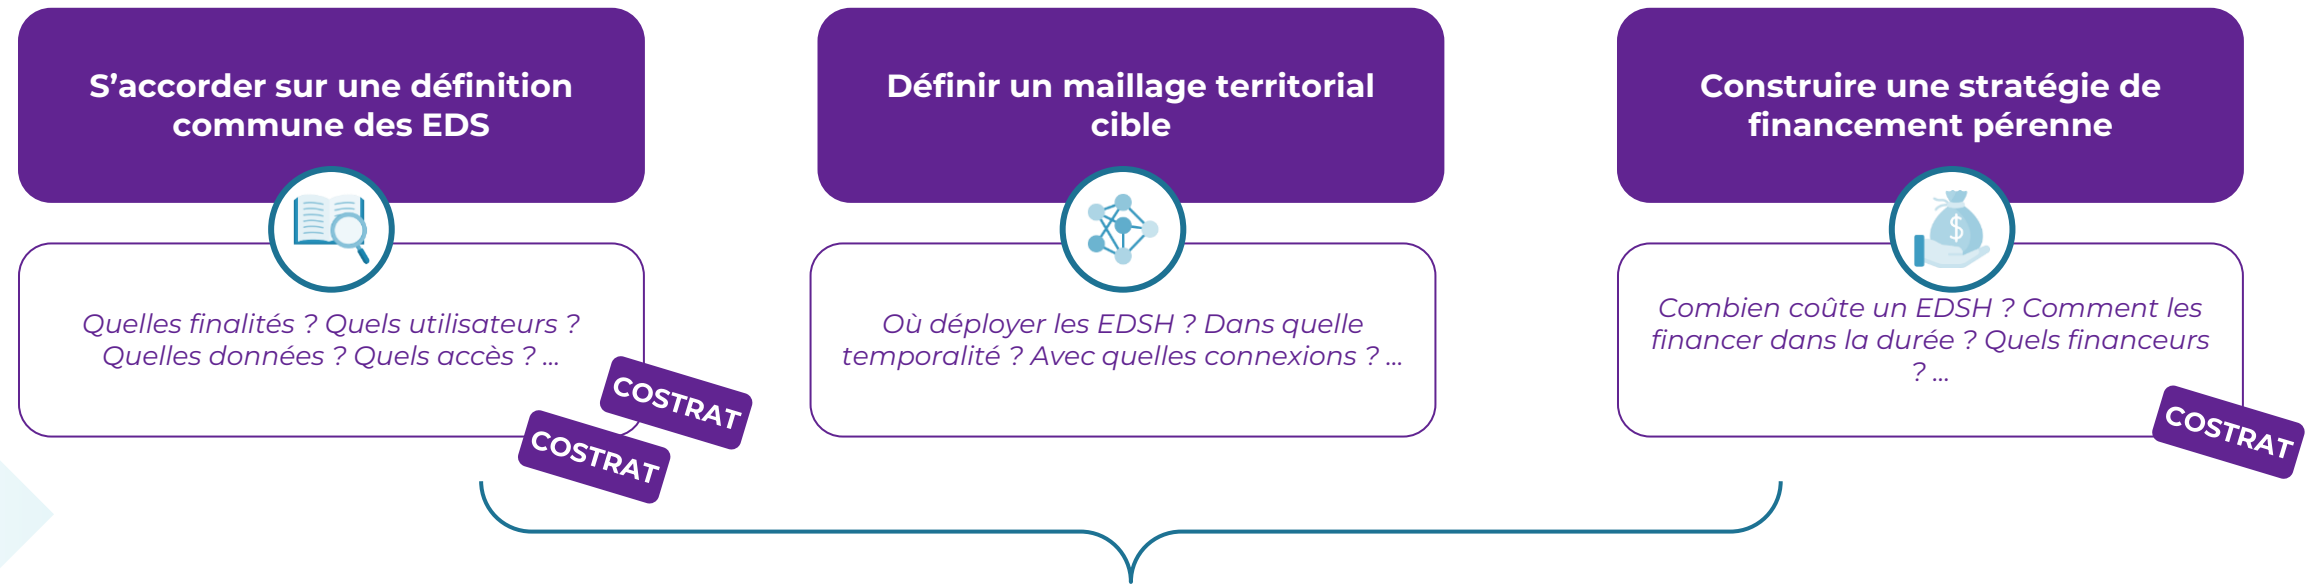 S’accorder sur une définition
commune des EDS
Quelles finalités ? Quels utilisateurs ?
Quelles données ? Quels accès ? ...
COSTRAT
COSTRAT
Définir un maillage territorial
cible
Où déployer les EDSH ? Dans quelle
temporalité ? Avec quelles connexions ? ...
Construire une stratégie de
financement pérenne
$
Combien coûte un EDSH ? Comment les
financer dans la durée ? Quels financeurs
? ...
COSTRAT